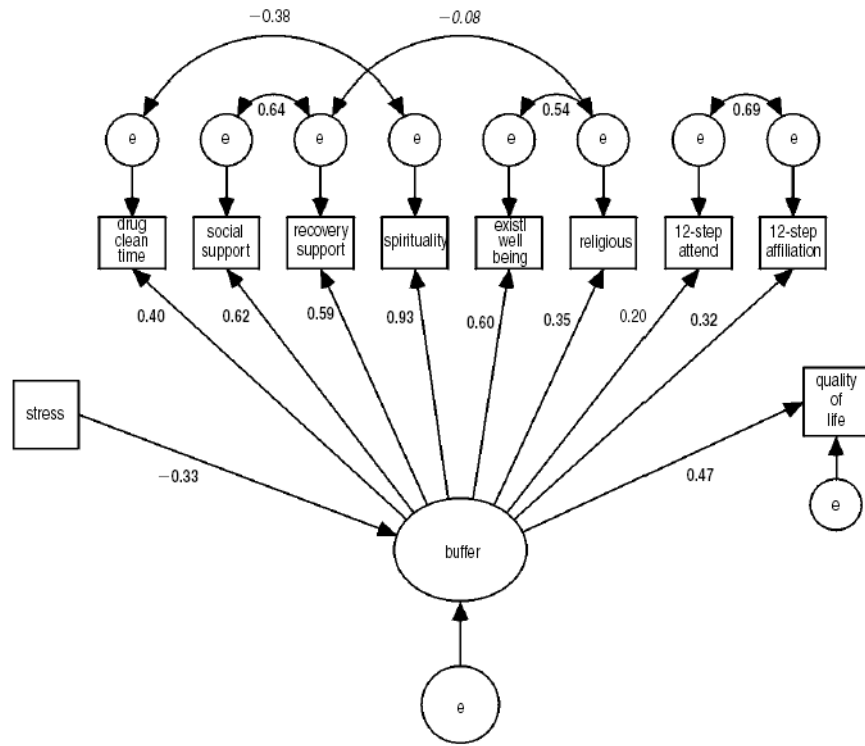 −0.38
−0.08
0.64
0.54
0.69
e
e
e
e
e
e
e
e
drug
clean
time
social
support
recovery
support
spirituality
existl
well
being
religious
12-step
attend
12-step
affiliation
0.40
0.62
0.59
0.93
0.60
0.35
0.20
0.32
stress
quality
of
life
−0.33
0.47
e
buffer
e